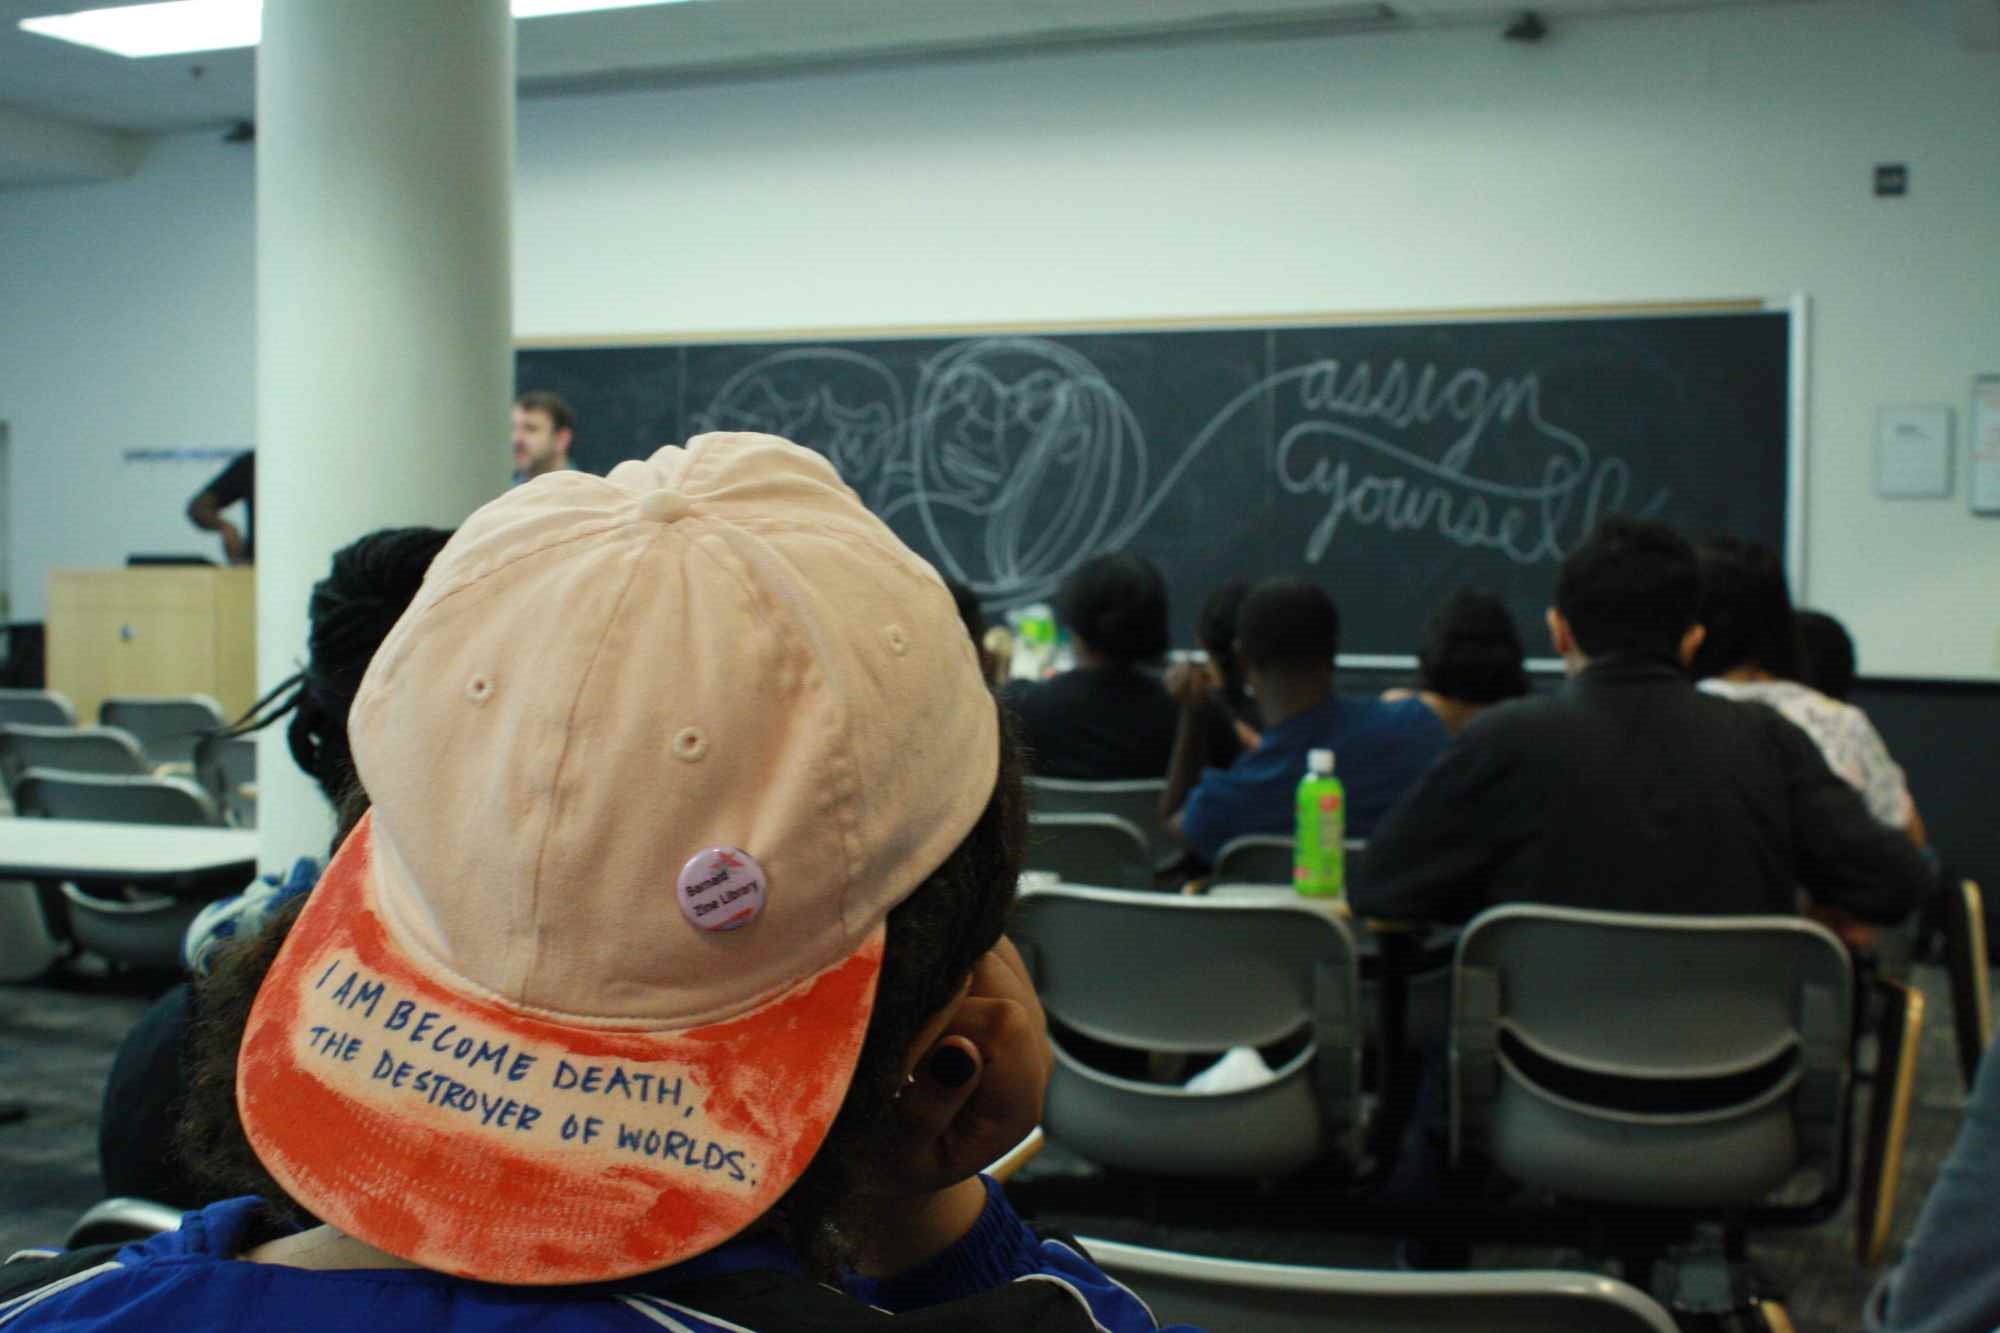 assign
yourself
Barnard
Zine Library
I AM BECOME DEATH,
THE DESTROYER OF WORLDS: